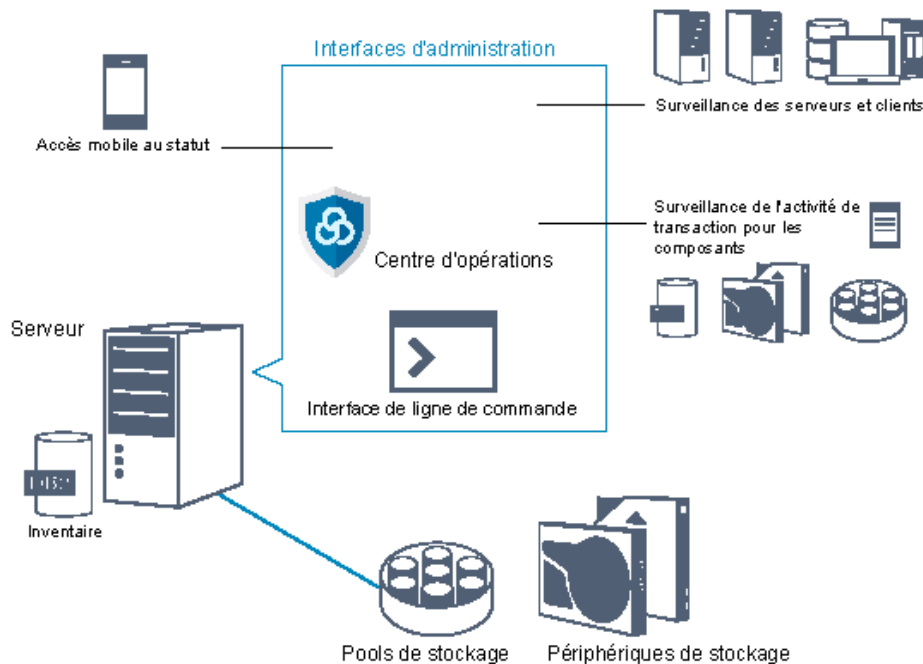 Interfaces d'administration
Surveillance des serveurs et clients
Accès mobile au statut
Surveillance de l'activité de
transaction pour les
composants
Centre d'opérations
Serveur
Interface de ligne de commande
Inventaire
Pools de stockage
Périphériques de stockage